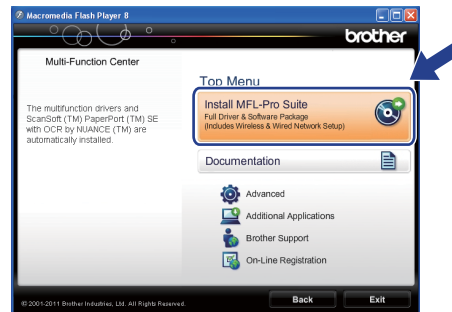 Macromedia Flash Player 8
brother
Multi-Function Center
The multifunction drivers and
ScanSoft (TM) PaperPort (TM) SE
with OCR by NUANCE (TM) are
automatically installed.
Top Menu
Install MFL-Pro Suite
Full Driver & Software Package
(Includes Wireless & Wired Network Setup)
Documentation
Advanced
Additional Applications
Brother Support
On-Line Registration
© 2001-2011 Brother Industries, Ltd. All Rights Reserved.
Back
Exit